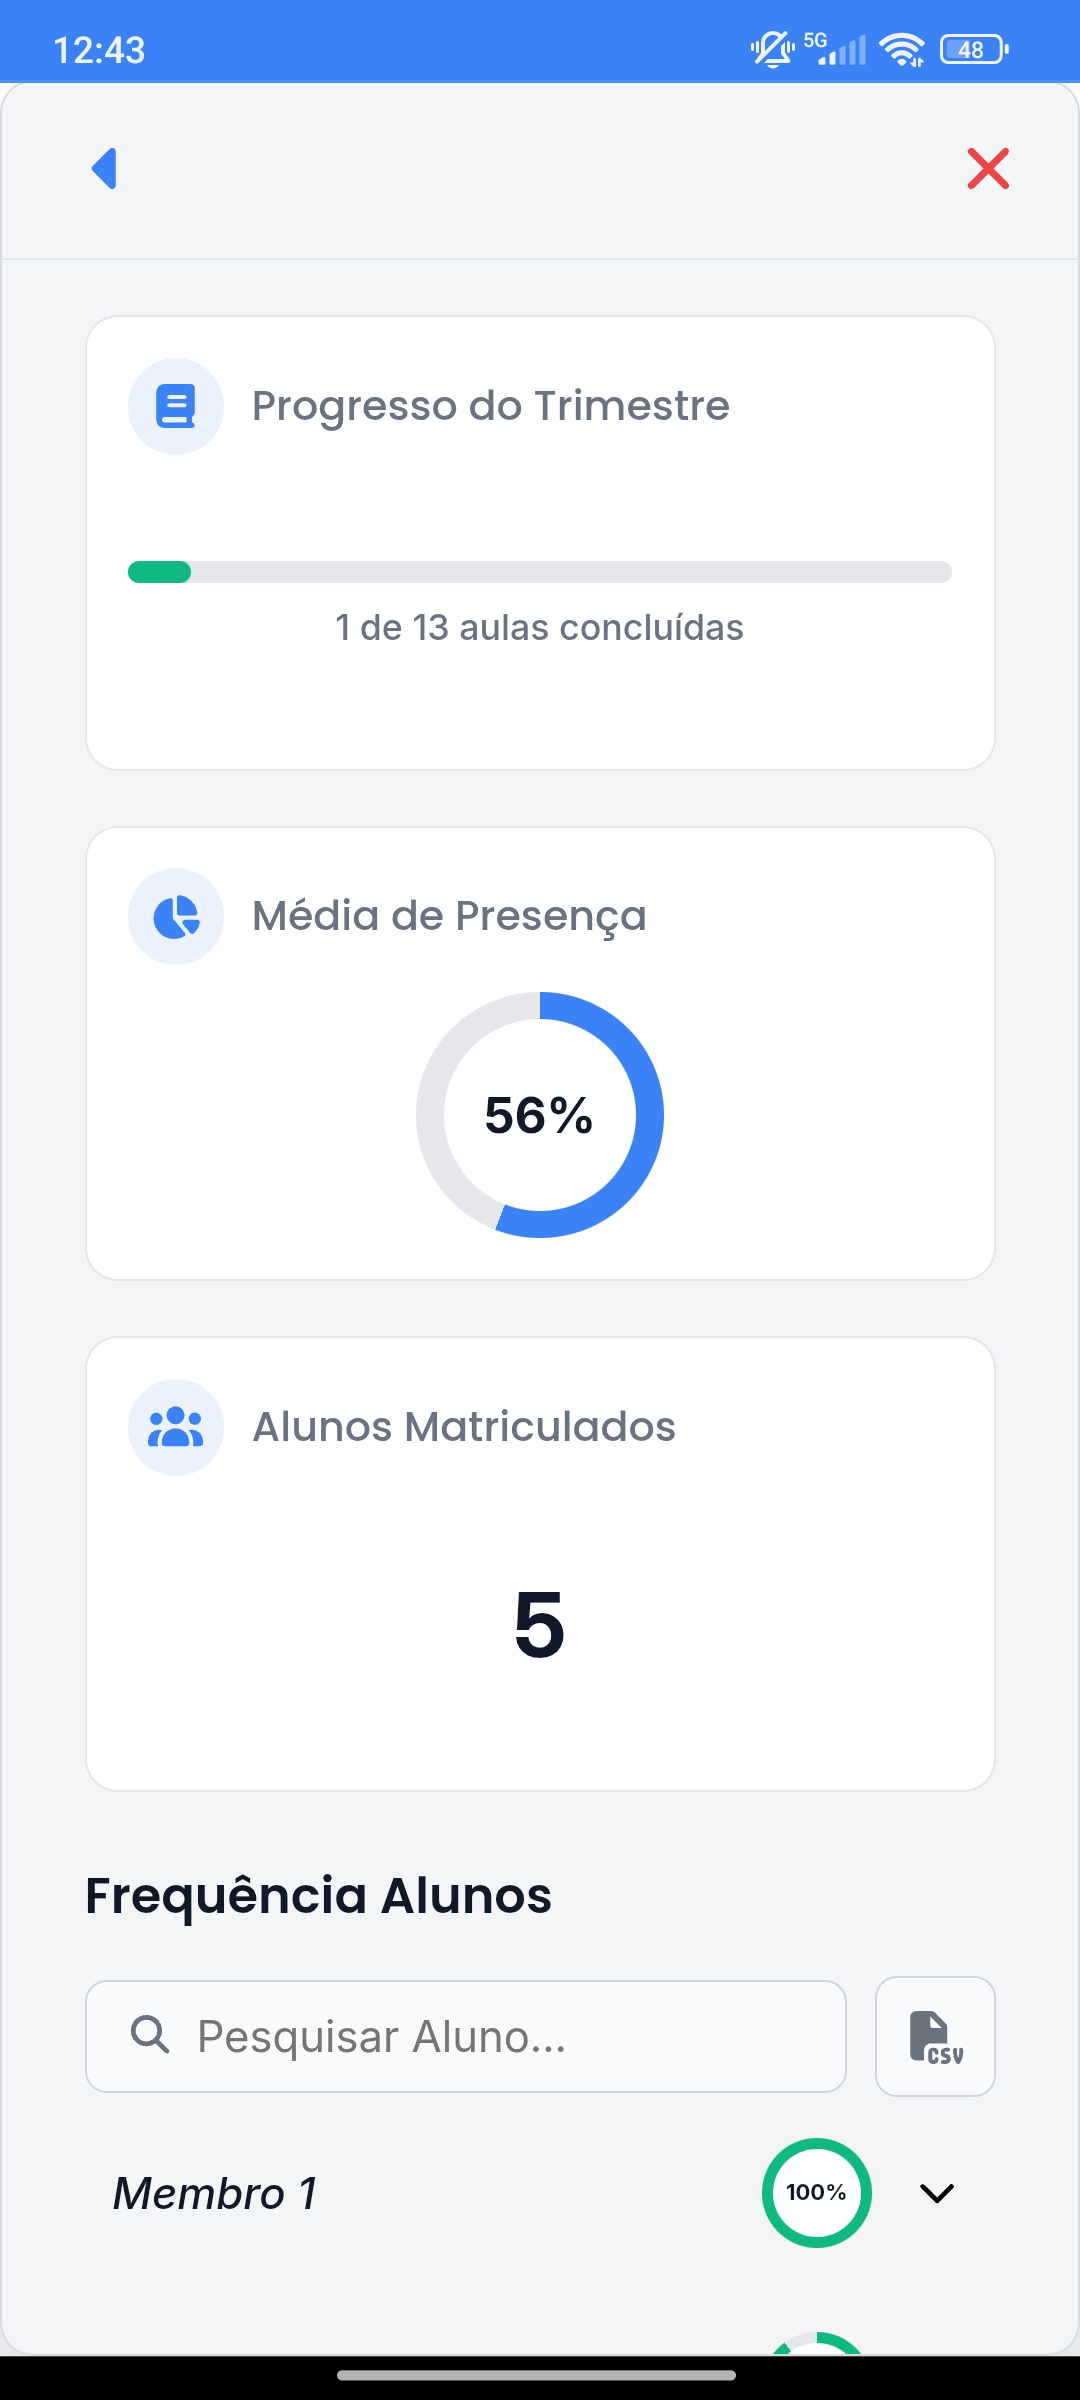 12:43
5G
48
Progresso do Trimestre
1 de 13 aulas concluídas
Média de Presença
56%
Alunos Matriculados
5
Frequência Alunos
Pesquisar Aluno...
CSV
Membro 1
100%